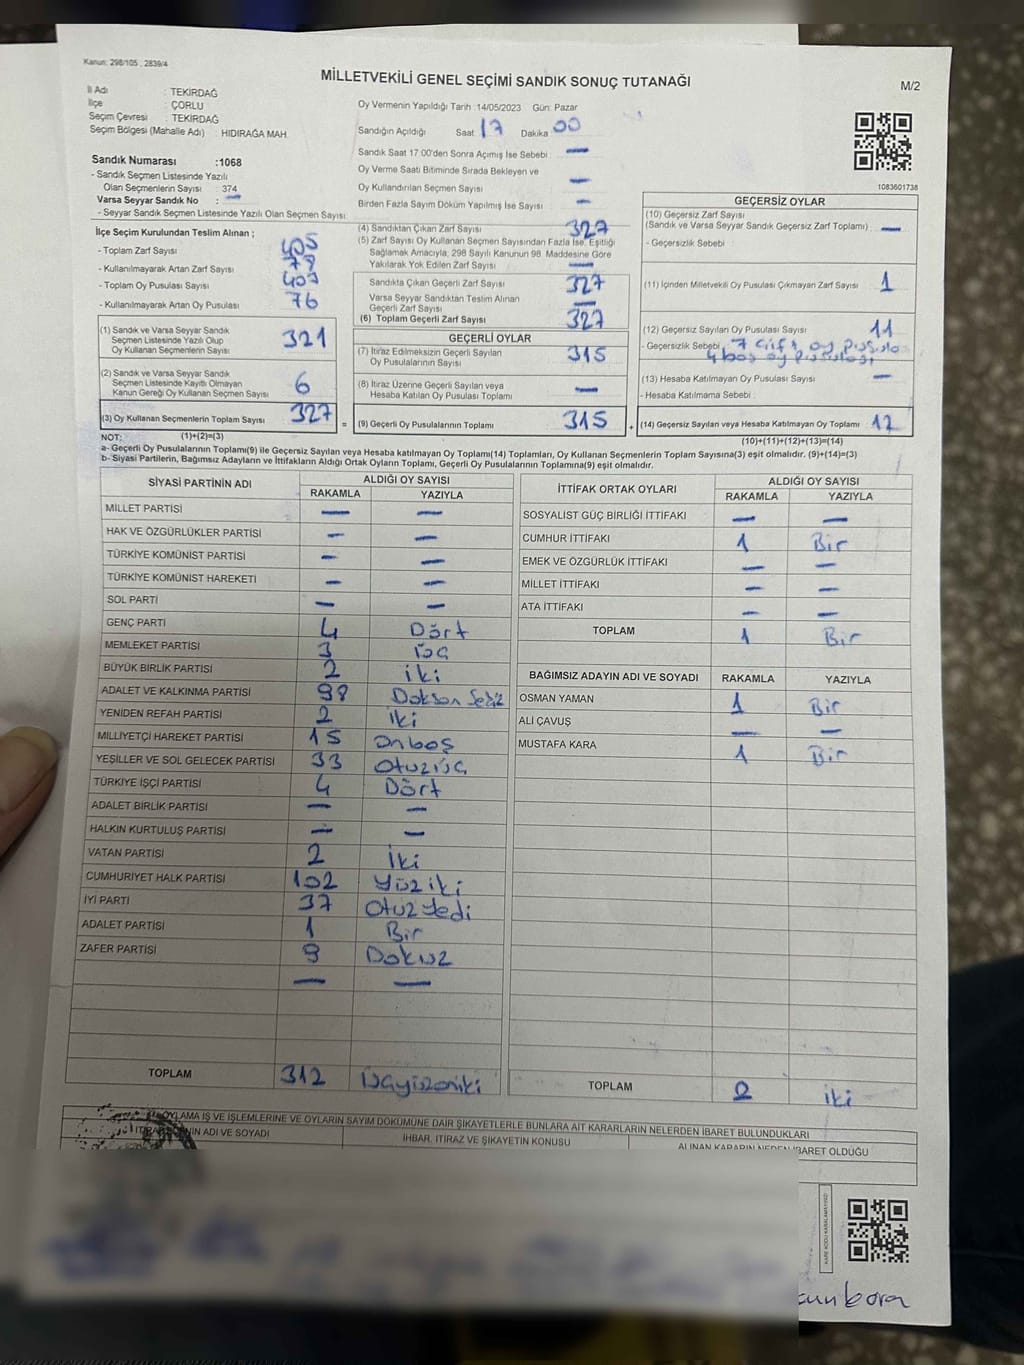 Kanun: 298/105 , 2839/4
MİLLETVEKİLİ GENEL SEÇİMİ SANDIK SONUÇ TUTANAĞI
M/2
İl Adı : TEKİRDAĞ
İlçe : ÇORLU
Seçim Çevresi : TEKİRDAĞ
Seçim Bölgesi (Mahalle Adı) : HIDIRAĞA MAH.
Sandık Numarası :1068
- Sandık Seçmen Listesinde Yazılı
Olan Seçmenlerin Sayısı : 374
Varsa Seyyar Sandık No : —
- Seyyar Sandık Seçmen Listesinde Yazılı Olan Seçmen Sayısı:
Oy Vermenin Yapıldığı Tarih :14/05/2023 Gün: Pazar
Sandığın Açıldığı Saat 17 Dakika 00
Sandık Saat 17:00'den Sonra Açımış İse Sebebi —
Oy Verme Saati Bitiminde Sırada Bekleyen ve
Oy Kullandırılan Seçmen Sayısı —
Birden Fazla Sayım Döküm Yapılmış İse Sayısı —
1083601738
İlçe Seçim Kurulundan Teslim Alınan ;
- Toplam Zarf Sayısı 405
- Kullanılmayarak Artan Zarf Sayısı 78
- Toplam Oy Pusulası Sayısı 403
- Kullanılmayarak Artan Oy Pusulası 76
(1) Sandık ve Varsa Seyyar Sandık
Seçmen Listesinde Yazılı Olup
Oy Kullanan Seçmenlerin Sayısı 321
(2) Sandık ve Varsa Seyyar Sandık
Seçmen Listesinde Kayıtlı Olmayan
Kanun Gereği Oy Kullanan Seçmen Sayısı 6
(3) Oy Kullanan Seçmenlerin Toplam Sayısı 327
(1)+(2)=(3)
(4) Sandıktan Çıkan Zarf Sayısı 327
(5) Zarf Sayısı Oy Kullanan Seçmen Sayısından Fazla İse, Eşitliği
Sağlamak Amacıyla; 298 Sayılı Kanunun 98. Maddesine Göre
Yakılarak Yok Edilen Zarf Sayısı —
Sandıkta Çıkan Geçerli Zarf Sayısı 327
Varsa Seyyar Sandıktan Teslim Alınan
Geçerli Zarf Sayısı —
(6) Toplam Geçerli Zarf Sayısı 327
GEÇERLİ OYLAR
(7) İtiraz Edilmeksizin Geçerli Sayılan
Oy Pusulasının Sayısı 315
(8) İtiraz Üzerine Geçerli Sayılan veya
Hesaba Katılan Oy Pusulası Toplamı —
= (9) Geçerli Oy Pusulalarının Toplamı 315
GEÇERSİZ OYLAR
(10) Geçersiz Zarf Sayısı
(Sandık ve Varsa Seyyar Sandık Geçersiz Zarf Toplamı) —
- Geçersizlik Sebebi
(11) İçinden Milletvekili Oy Pusulası Çıkmayan Zarf Sayısı 1
(12) Geçersiz Sayılan Oy Pusulası Sayısı 11
- Geçersizlik Sebebi 7 çift oy pusula
4 boş oy pusulası
(13) Hesaba Katılmayan Oy Pusulası Sayısı —
- Hesaba Katılmama Sebebi :
+ (14) Geçersiz Sayılan veya Hesaba Katılmayan Oy Toplamı 12
(10)+(11)+(12)+(13)=(14)
NOT:
a- Geçerli Oy Pusulalarının Toplamı(9) ile Geçersiz Sayılan veya Hesaba Katılmayan Oy Toplamı(14) Toplamları, Oy Kullanan Seçmenlerin Toplam Sayısına(3) eşit olmalıdır. (9)+(14)=(3)
b- Siyasi Partilerin, Bağımsız Adayların ve İttifakların Aldığı Ortak Oyların Toplamı, Geçerli Oy Pusulalarının Toplamına(9) eşit olmalıdır.
SİYASİ PARTİNİN ADI ALDIĞI OY SAYISI
RAKAMLA YAZIYLA
MİLLET PARTİSİ — —
HAK VE ÖZGÜRLÜKLER PARTİSİ — —
TÜRKİYE KOMÜNİST PARTİSİ — —
TÜRKİYE KOMÜNİST HAREKETİ — —
SOL PARTİ — —
GENÇ PARTİ 4 Dört
MEMLEKET PARTİSİ 3 üç
BÜYÜK BİRLİK PARTİSİ 2 iki
ADALET VE KALKINMA PARTİSİ 98 Doksan Sekiz
YENİDEN REFAH PARTİSİ 2 iki
MİLLİYETÇİ HAREKET PARTİSİ 15 onbeş
YEŞİLLER VE SOL GELECEK PARTİSİ 33 otuzüç
TÜRKİYE İŞÇİ PARTİSİ 4 Dört
ADALET BİRLİK PARTİSİ — —
HALKIN KURTULUŞ PARTİSİ — —
VATAN PARTİSİ 2 iki
CUMHURİYET HALK PARTİSİ 102 yüz iki
İYİ PARTİ 37 otuz yedi
ADALET PARTİSİ 1 Bir
ZAFER PARTİSİ 9 Dokuz
— —
TOPLAM 312 üçyüzoniki
İTTİFAK ORTAK OYLARI ALDIĞI OY SAYISI
RAKAMLA YAZIYLA
SOSYALİST GÜÇ BİRLİĞİ İTTİFAKI — —
CUMHUR İTTİFAKI 1 Bir
EMEK VE ÖZGÜRLÜK İTTİFAKI — —
MİLLET İTTİFAKI — —
ATA İTTİFAKI — —
TOPLAM 1 Bir
BAĞIMSIZ ADAYIN ADI VE SOYADI RAKAMLA YAZIYLA
OSMAN YAMAN 1 Bir
ALİ ÇAVUŞ — —
MUSTAFA KARA 1 Bir
TOPLAM 2 iki
OYLAMA İŞ VE İŞLEMLERİNE VE OYLARIN SAYIM DÖKÜMÜNE DAİR ŞİKAYETLERLE BUNLARA AİT KARARLARIN NELERDEN İBARET BULUNDUKLARI
ADI VE SOYADI İHBAR, İTİRAZ VE ŞİKAYETİN KONUSU ALINAN KARARIN NEDEN İBARET OLDUĞU
bora